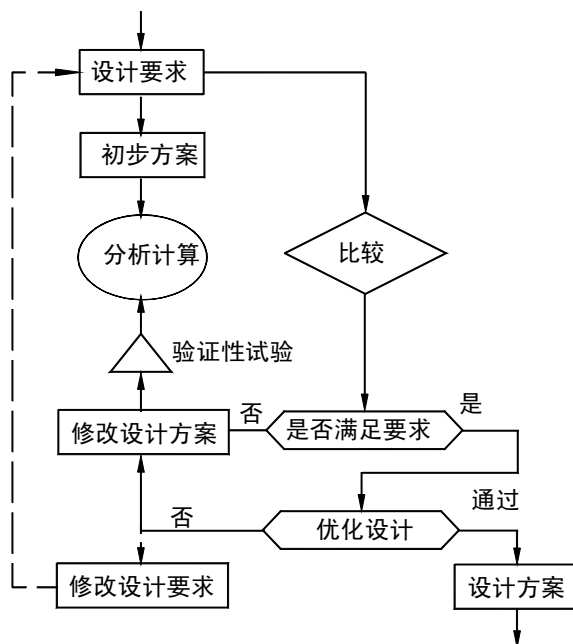 设计要求
初步方案
分析计算
比较
验证性试验
否
是
修改设计方案
是否满足要求
通过
否
优化设计
修改设计要求
设计方案